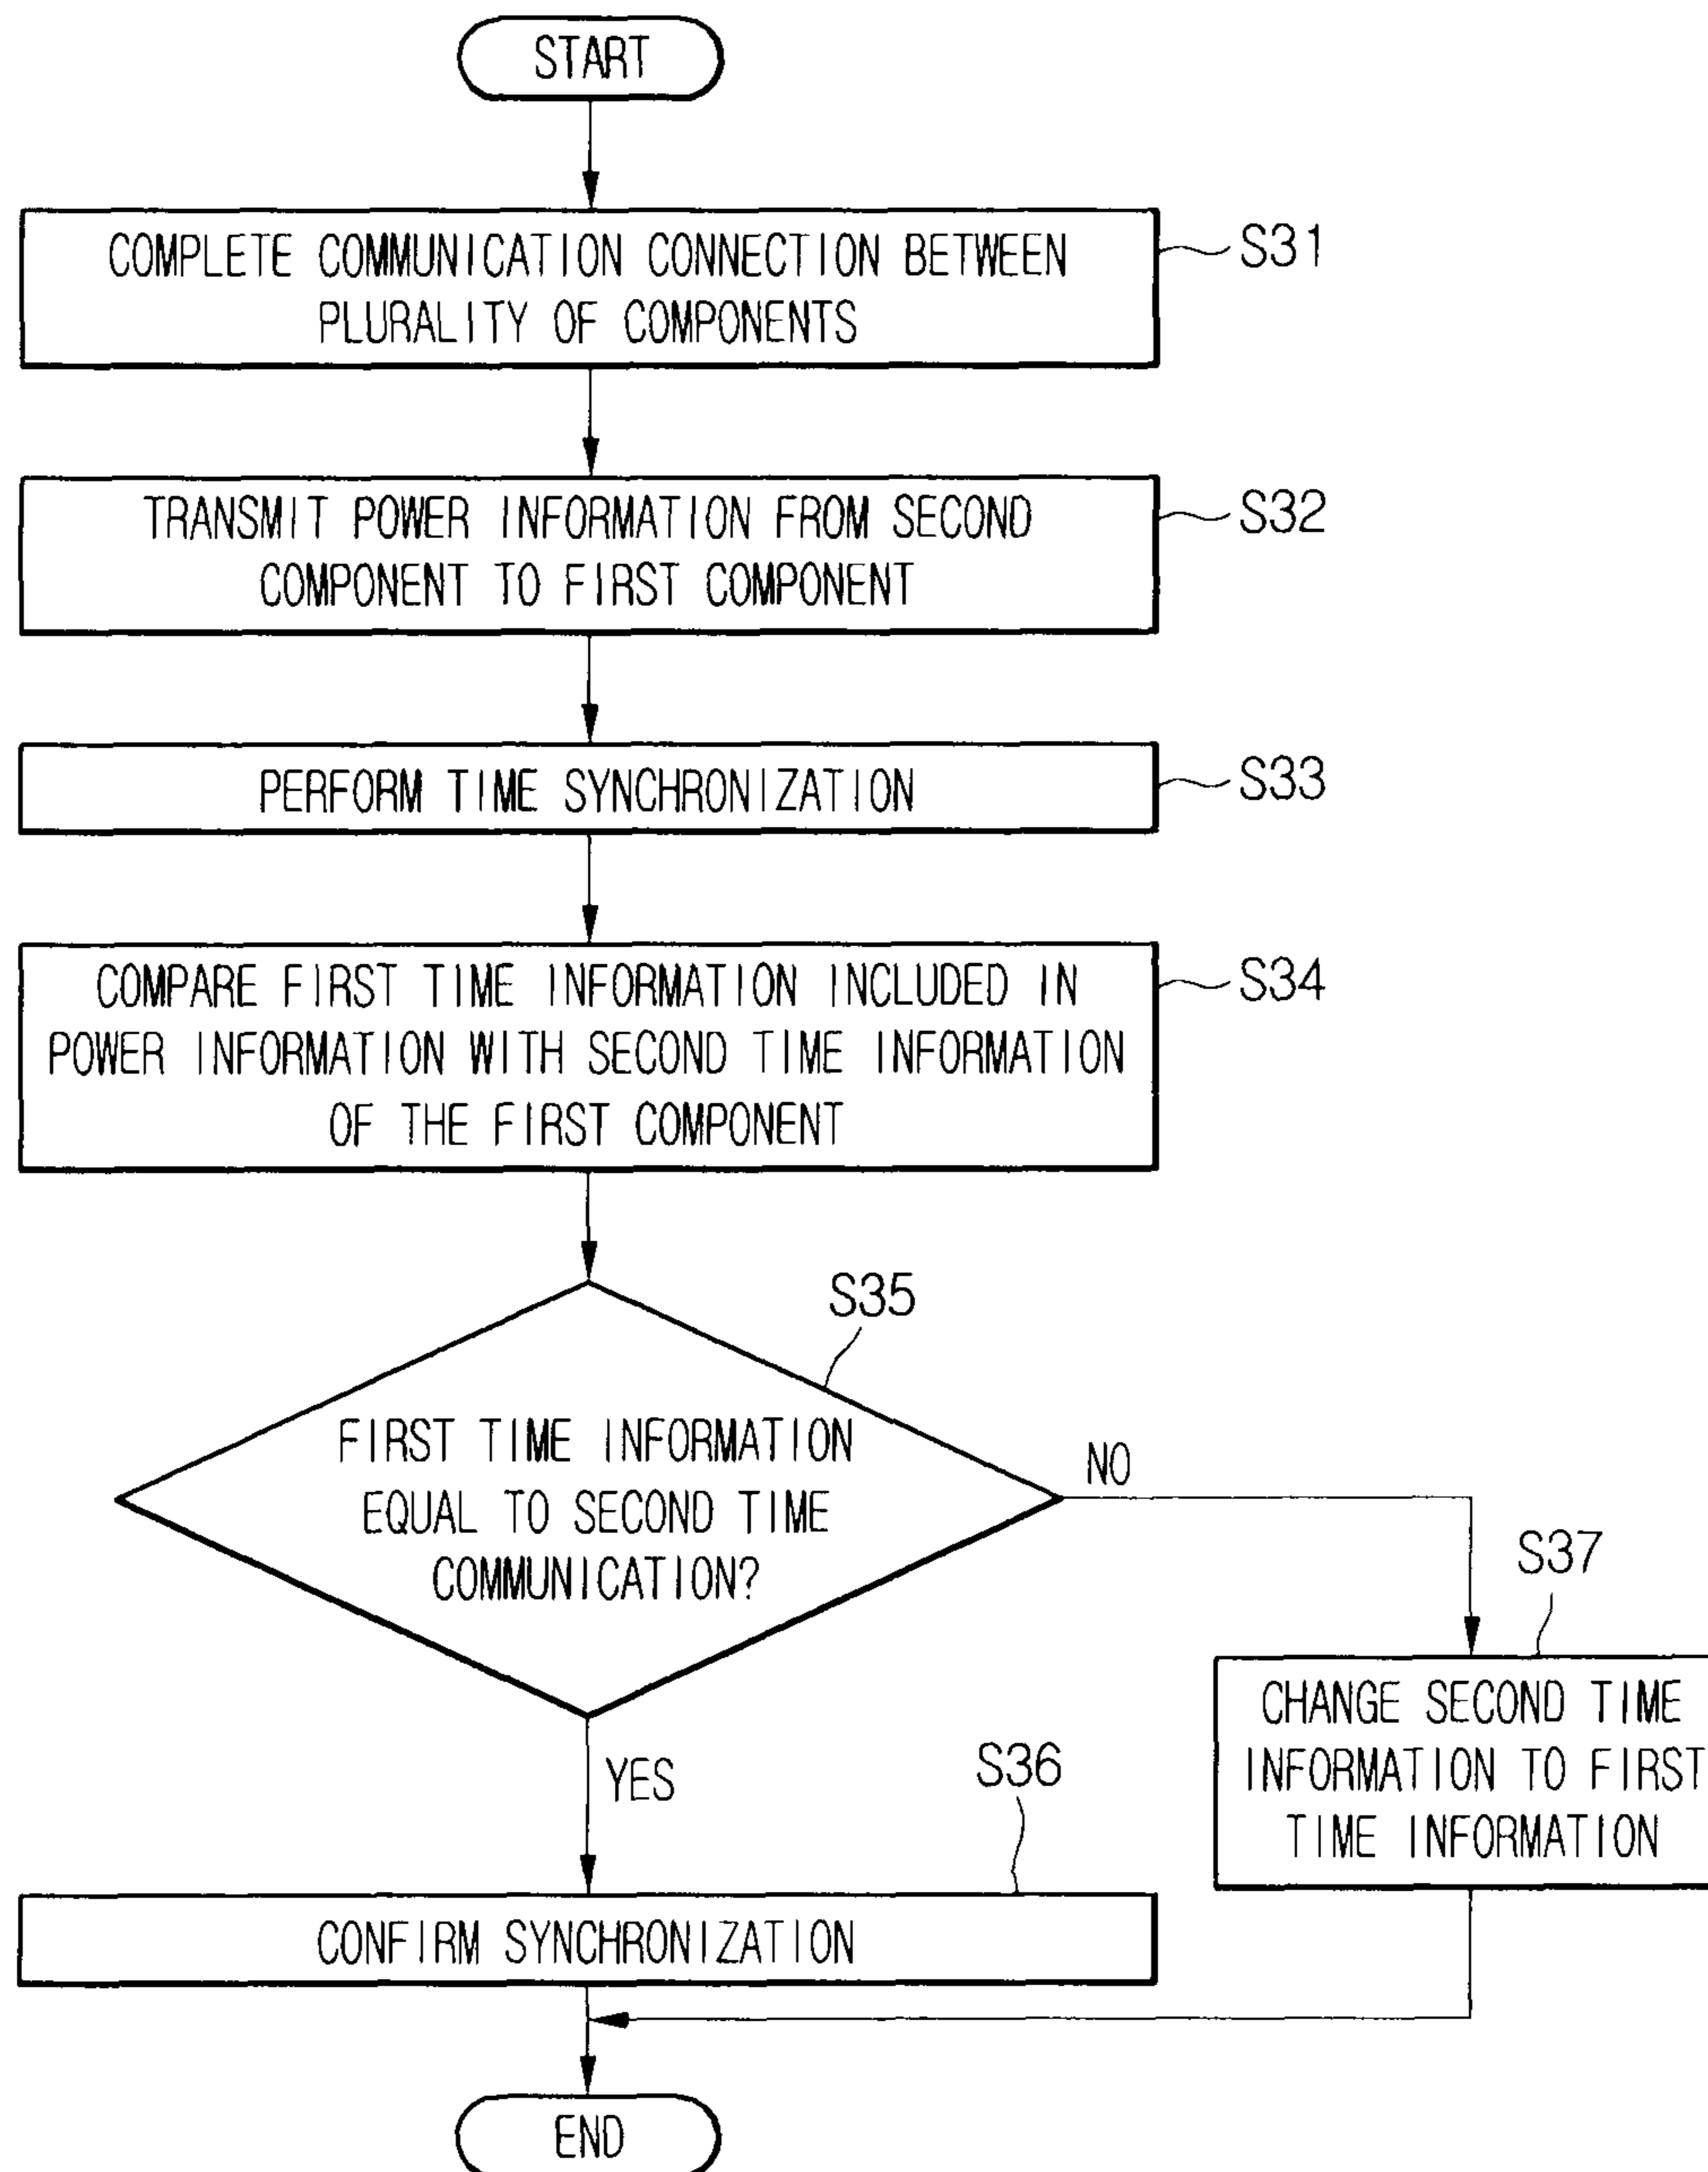 START
COMPLETE COMMUNICATION CONNECTION BETWEEN
PLURALITY OF COMPONENTS
S31
TRANSMIT POWER INFORMATION FROM SECOND
COMPONENT TO FIRST COMPONENT
S32
PERFORM TIME SYNCHRONIZATION
S33
COMPARE FIRST TIME INFORMATION INCLUDED IN
POWER INFORMATION WITH SECOND TIME INFORMATION
OF THE FIRST COMPONENT
S34
S35
FIRST TIME INFORMATION
EQUAL TO SECOND TIME
COMMUNICATION?
NO
S37
CHANGE SECOND TIME
INFORMATION TO FIRST
TIME INFORMATION
YES
S36
CONFIRM SYNCHRONIZATION
END